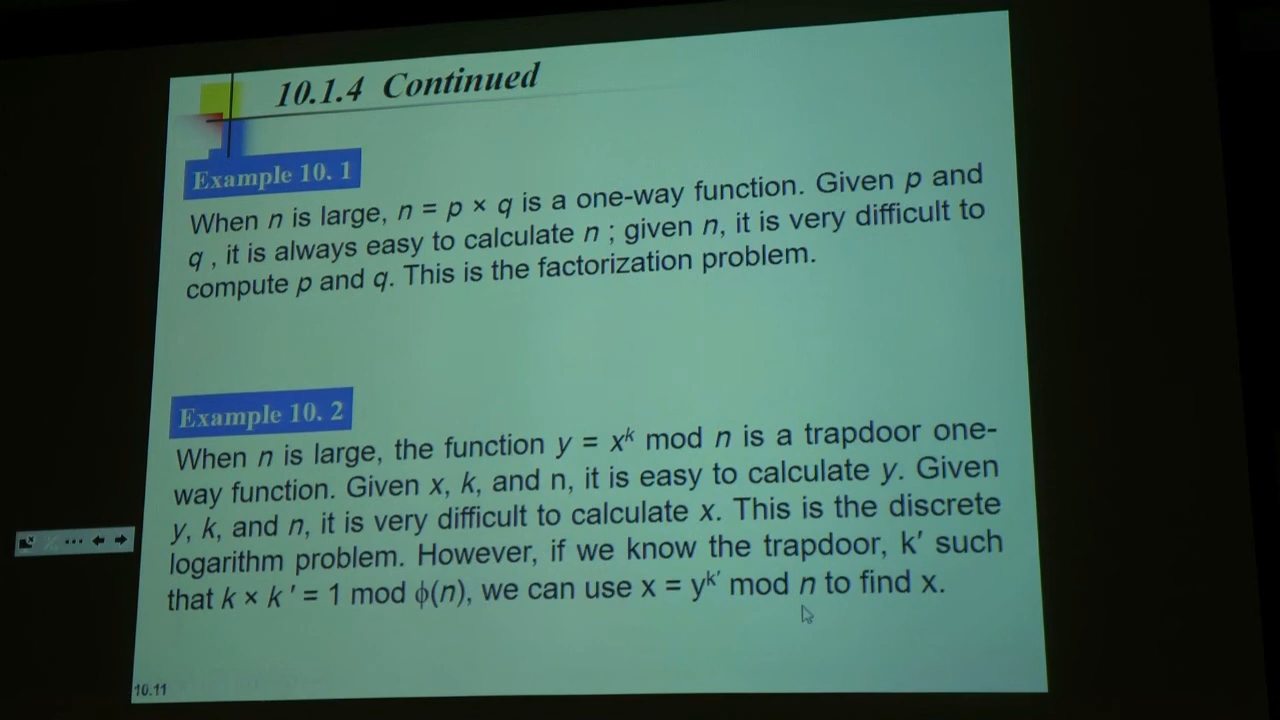 10.1.4 Continued
Example 10. 1
When n is large, n = p × q is a one-way function. Given p and
q , it is always easy to calculate n ; given n, it is very difficult to
compute p and q. This is the factorization problem.
Example 10. 2
When n is large, the function y = xᵏ mod n is a trapdoor one-
way function. Given x, k, and n, it is easy to calculate y. Given
y, k, and n, it is very difficult to calculate x. This is the discrete
logarithm problem. However, if we know the trapdoor, k′ such
that k × k ′ = 1 mod ϕ(n), we can use x = yᵏ′ mod n to find x.
10.11